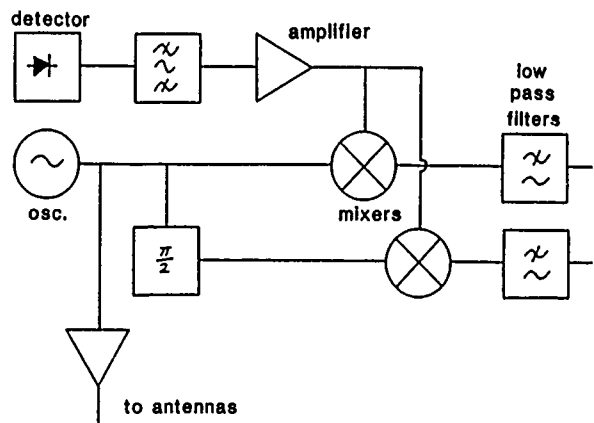 detector
amplifier
low
pass
filters
osc.
mixers
π/2
to antennas